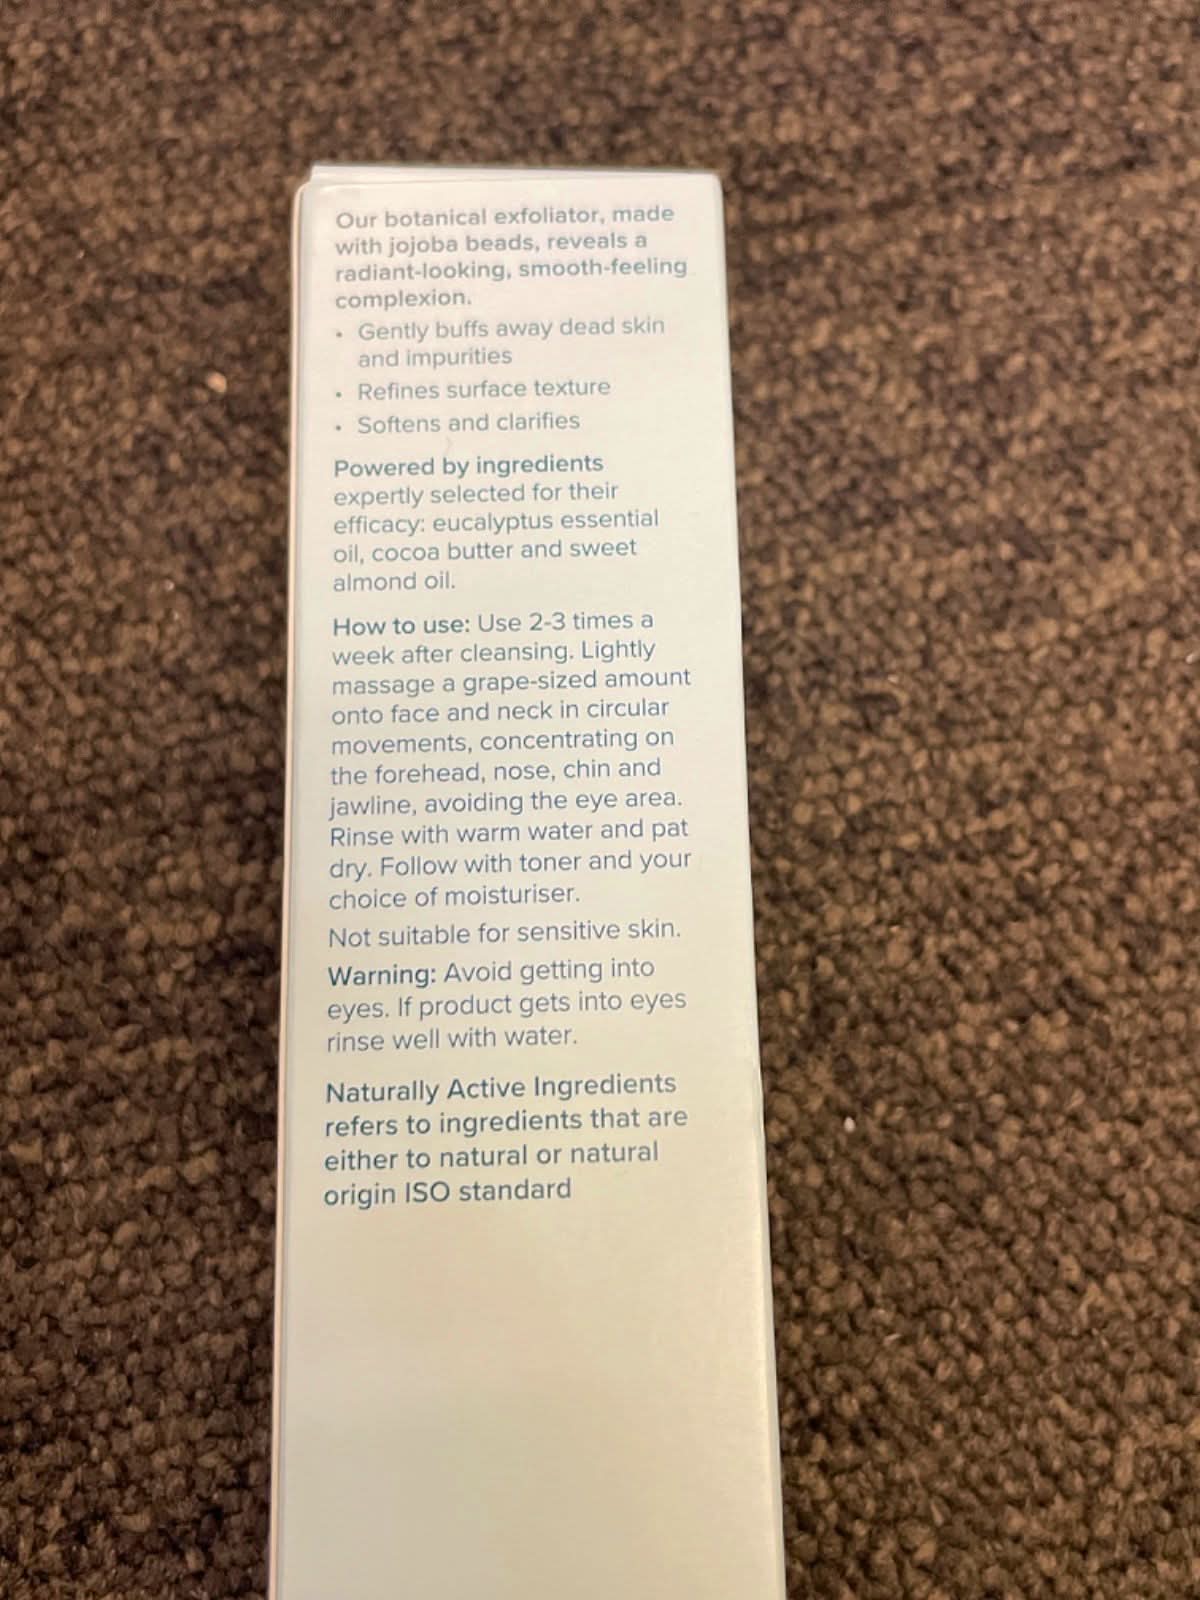 Our botanical exfoliator, made
with jojoba beads, reveals a
radiant-looking, smooth-feeling
complexion.
• Gently buffs away dead skin
and impurities
• Refines surface texture
• Softens and clarifies
Powered by ingredients
expertly selected for their
efficacy: eucalyptus essential
oil, cocoa butter and sweet
almond oil.
How to use: Use 2-3 times a
week after cleansing. Lightly
massage a grape-sized amount
onto face and neck in circular
movements, concentrating on
the forehead, nose, chin and
jawline, avoiding the eye area.
Rinse with warm water and pat
dry. Follow with toner and your
choice of moisturiser.
Not suitable for sensitive skin.
Warning: Avoid getting into
eyes. If product gets into eyes
rinse well with water.
Naturally Active Ingredients
refers to ingredients that are
either to natural or natural
origin ISO standard